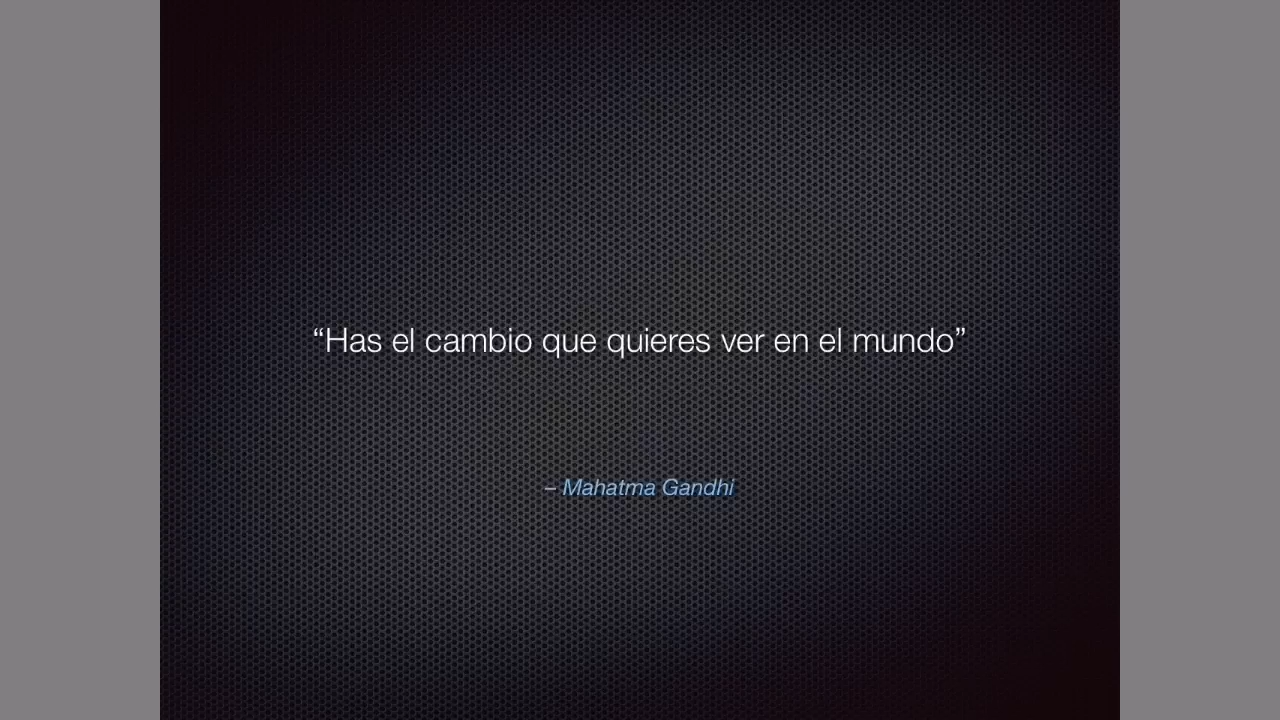 “Has el cambio que quieres ver en el mundo”
– Mahatma Gandhi